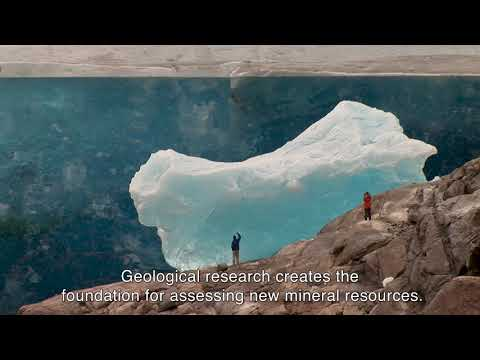 Geological research creates the
foundation for assessing new mineral resources.